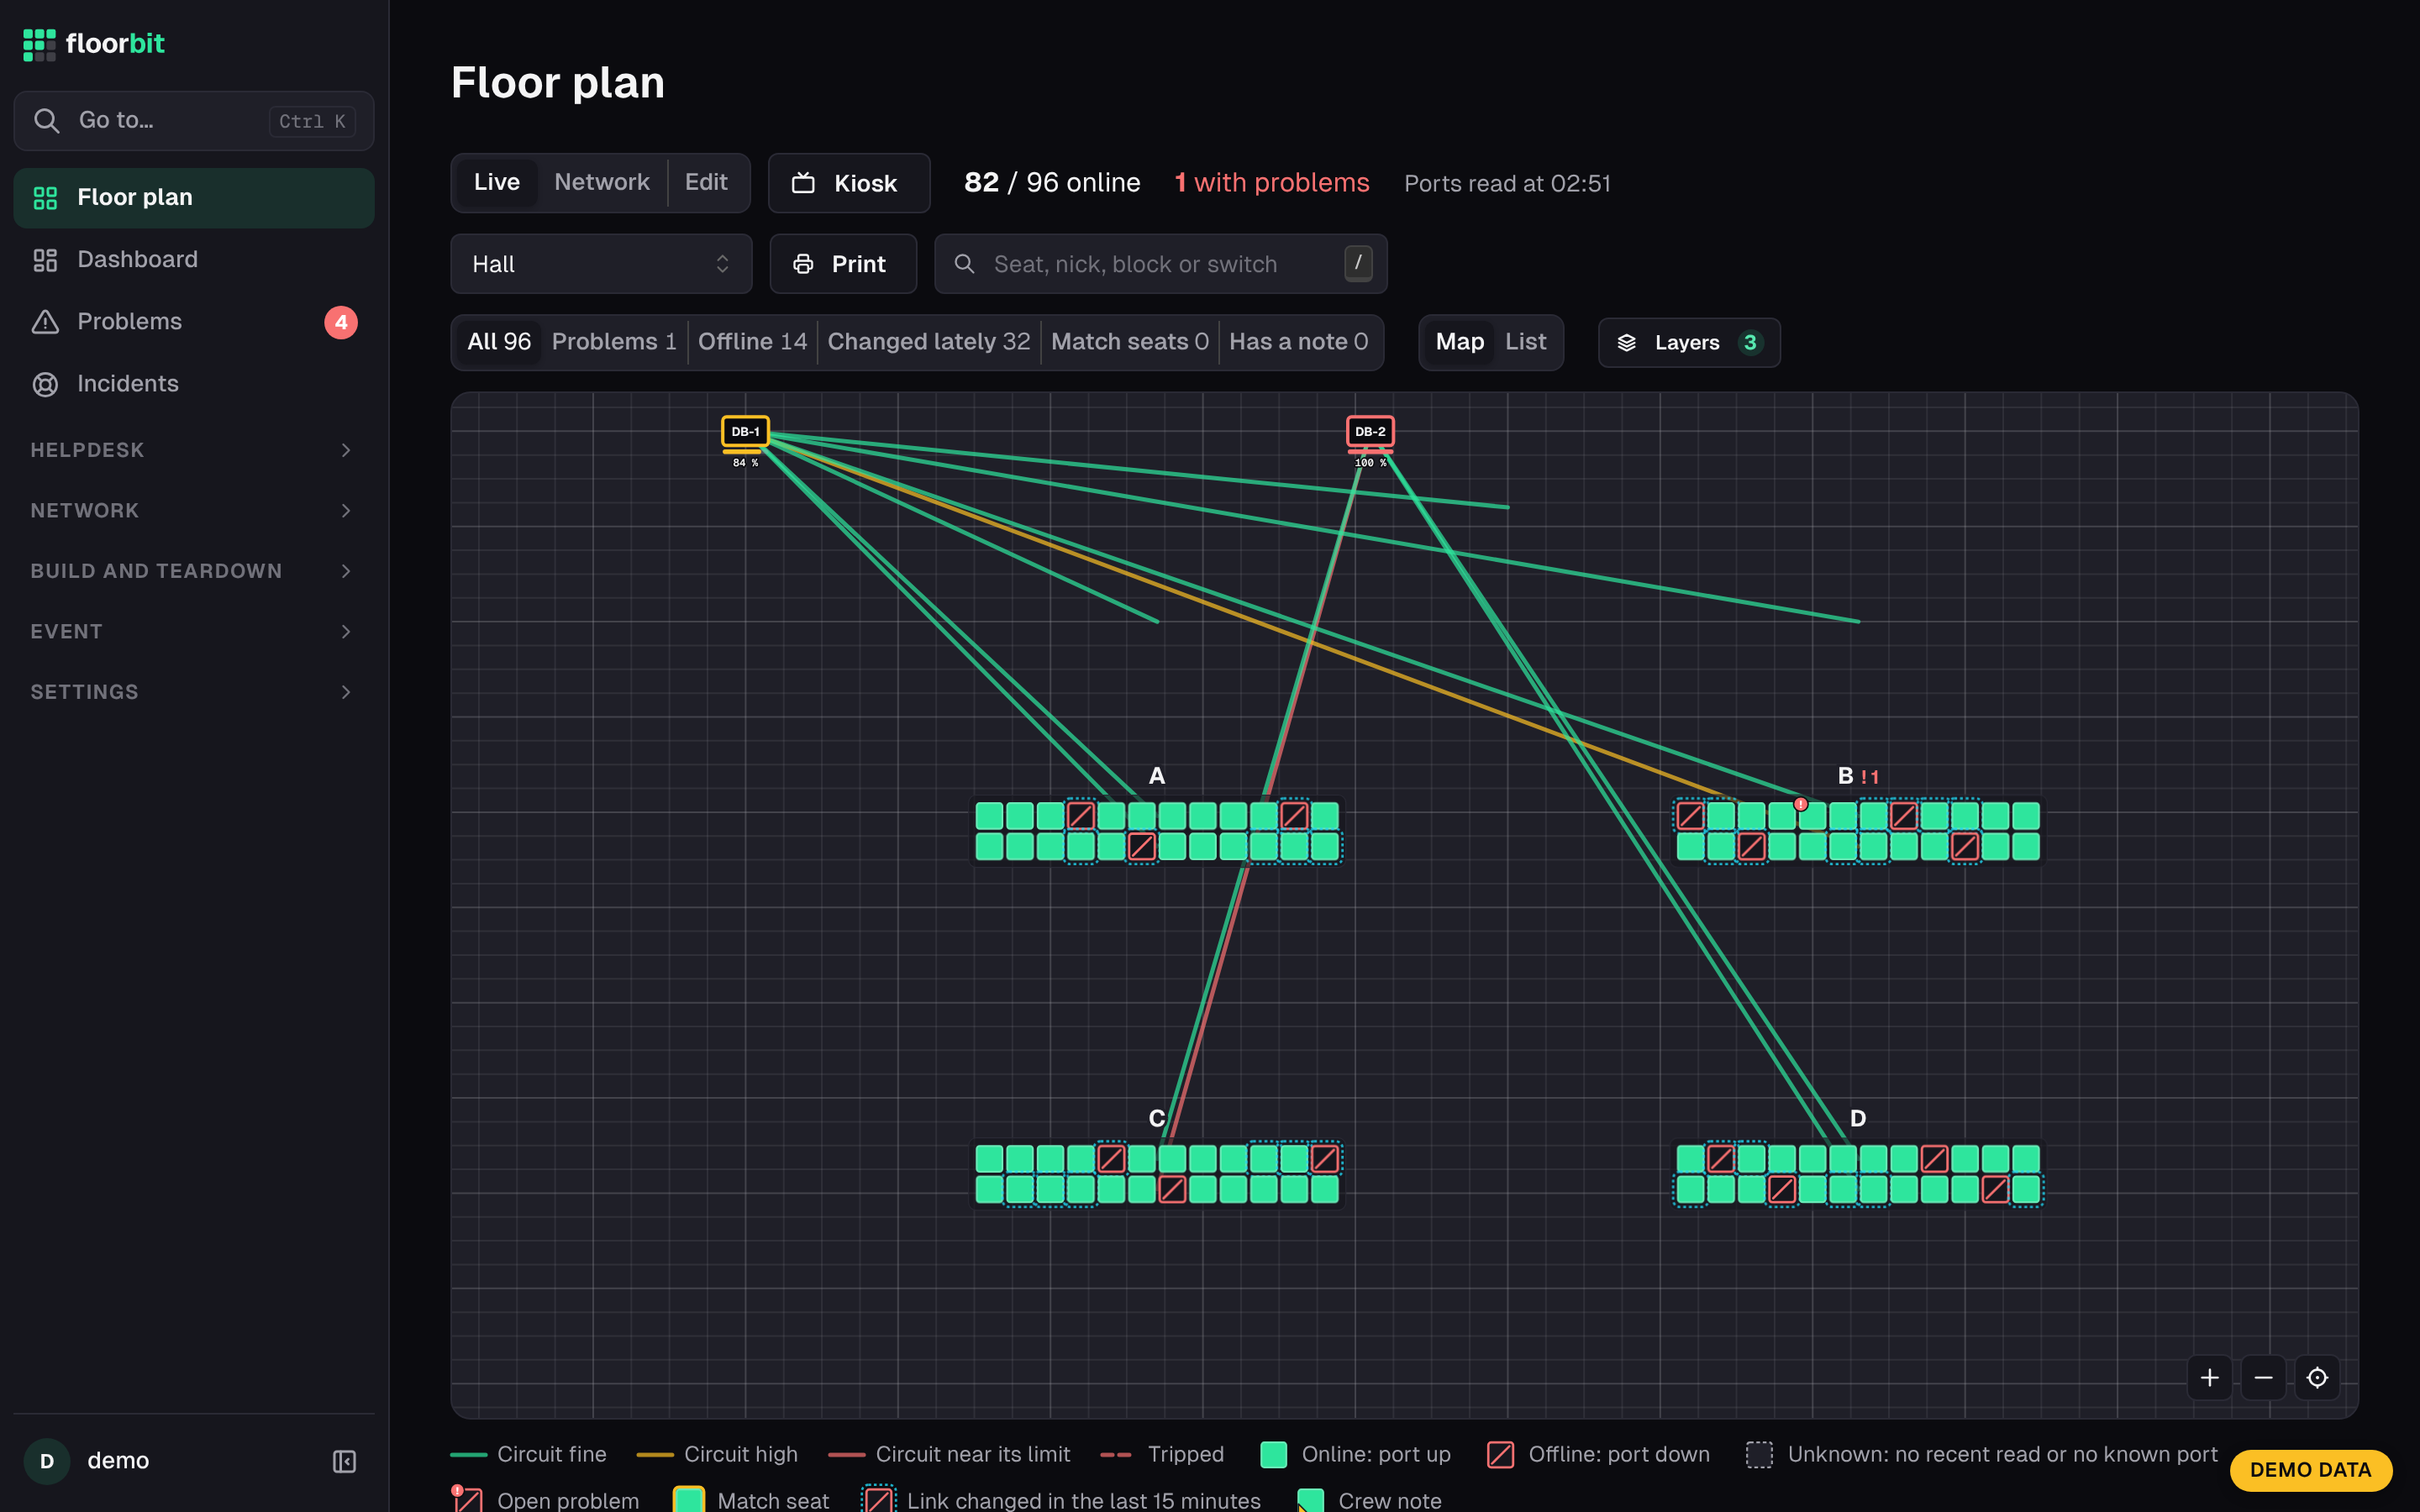 floorbit
Go to... Ctrl K
Floor plan
Dashboard
Problems 4
Incidents
HELPDESK
NETWORK
BUILD AND TEARDOWN
EVENT
SETTINGS
D demo
Floor plan
Live Network Edit Kiosk 82 / 96 online 1 with problems Ports read at 02:51
Hall Print Seat, nick, block or switch /
All 96 Problems 1 Offline 14 Changed lately 32 Match seats 0 Has a note 0 Map List Layers 3
DB-1 DB-2
84 % 100 %
A B !1
C D
Circuit fine Circuit high Circuit near its limit Tripped Online: port up Offline: port down Unknown: no recent read or no known port
Open problem Match seat Link changed in the last 15 minutes Crew note
DEMO DATA